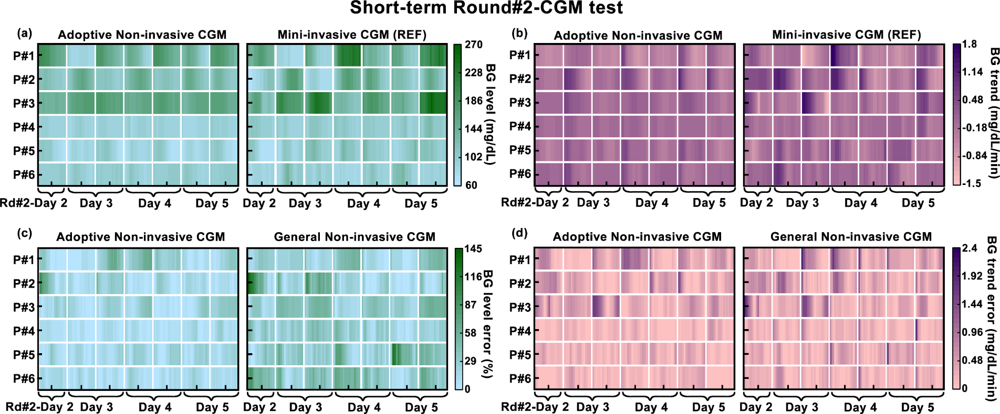 Short-term Round#2-CGM test
(a)
Adoptive Non-invasive CGM
Mini-invasive CGM (REF)
P#1
P#2
P#3
P#4
P#5
P#6
270
228
186
144
102
60
BG level (mg/dL)
Rd#2-Day 2
Day 3
Day 4
Day 5
Day 2
Day 3
Day 4
Day 5
(b)
Adoptive Non-invasive CGM
Mini-invasive CGM (REF)
P#1
P#2
P#3
P#4
P#5
P#6
1.8
1.14
0.48
-0.18
-0.84
-1.5
BG trend (mg/dL/min)
Rd#2-Day 2
Day 3
Day 4
Day 5
Day 2
Day 3
Day 4
Day 5
(c)
Adoptive Non-invasive CGM
General Non-invasive CGM
P#1
P#2
P#3
P#4
P#5
P#6
145
116
87
58
29
0
BG level error (%)
Rd#2-Day 2
Day 3
Day 4
Day 5
Day 2
Day 3
Day 4
Day 5
(d)
Adoptive Non-invasive CGM
General Non-invasive CGM
P#1
P#2
P#3
P#4
P#5
P#6
2.4
1.92
1.44
0.96
0.48
0
BG trend error (mg/dL/min)
Rd#2-Day 2
Day 3
Day 4
Day 5
Day 2
Day 3
Day 4
Day 5